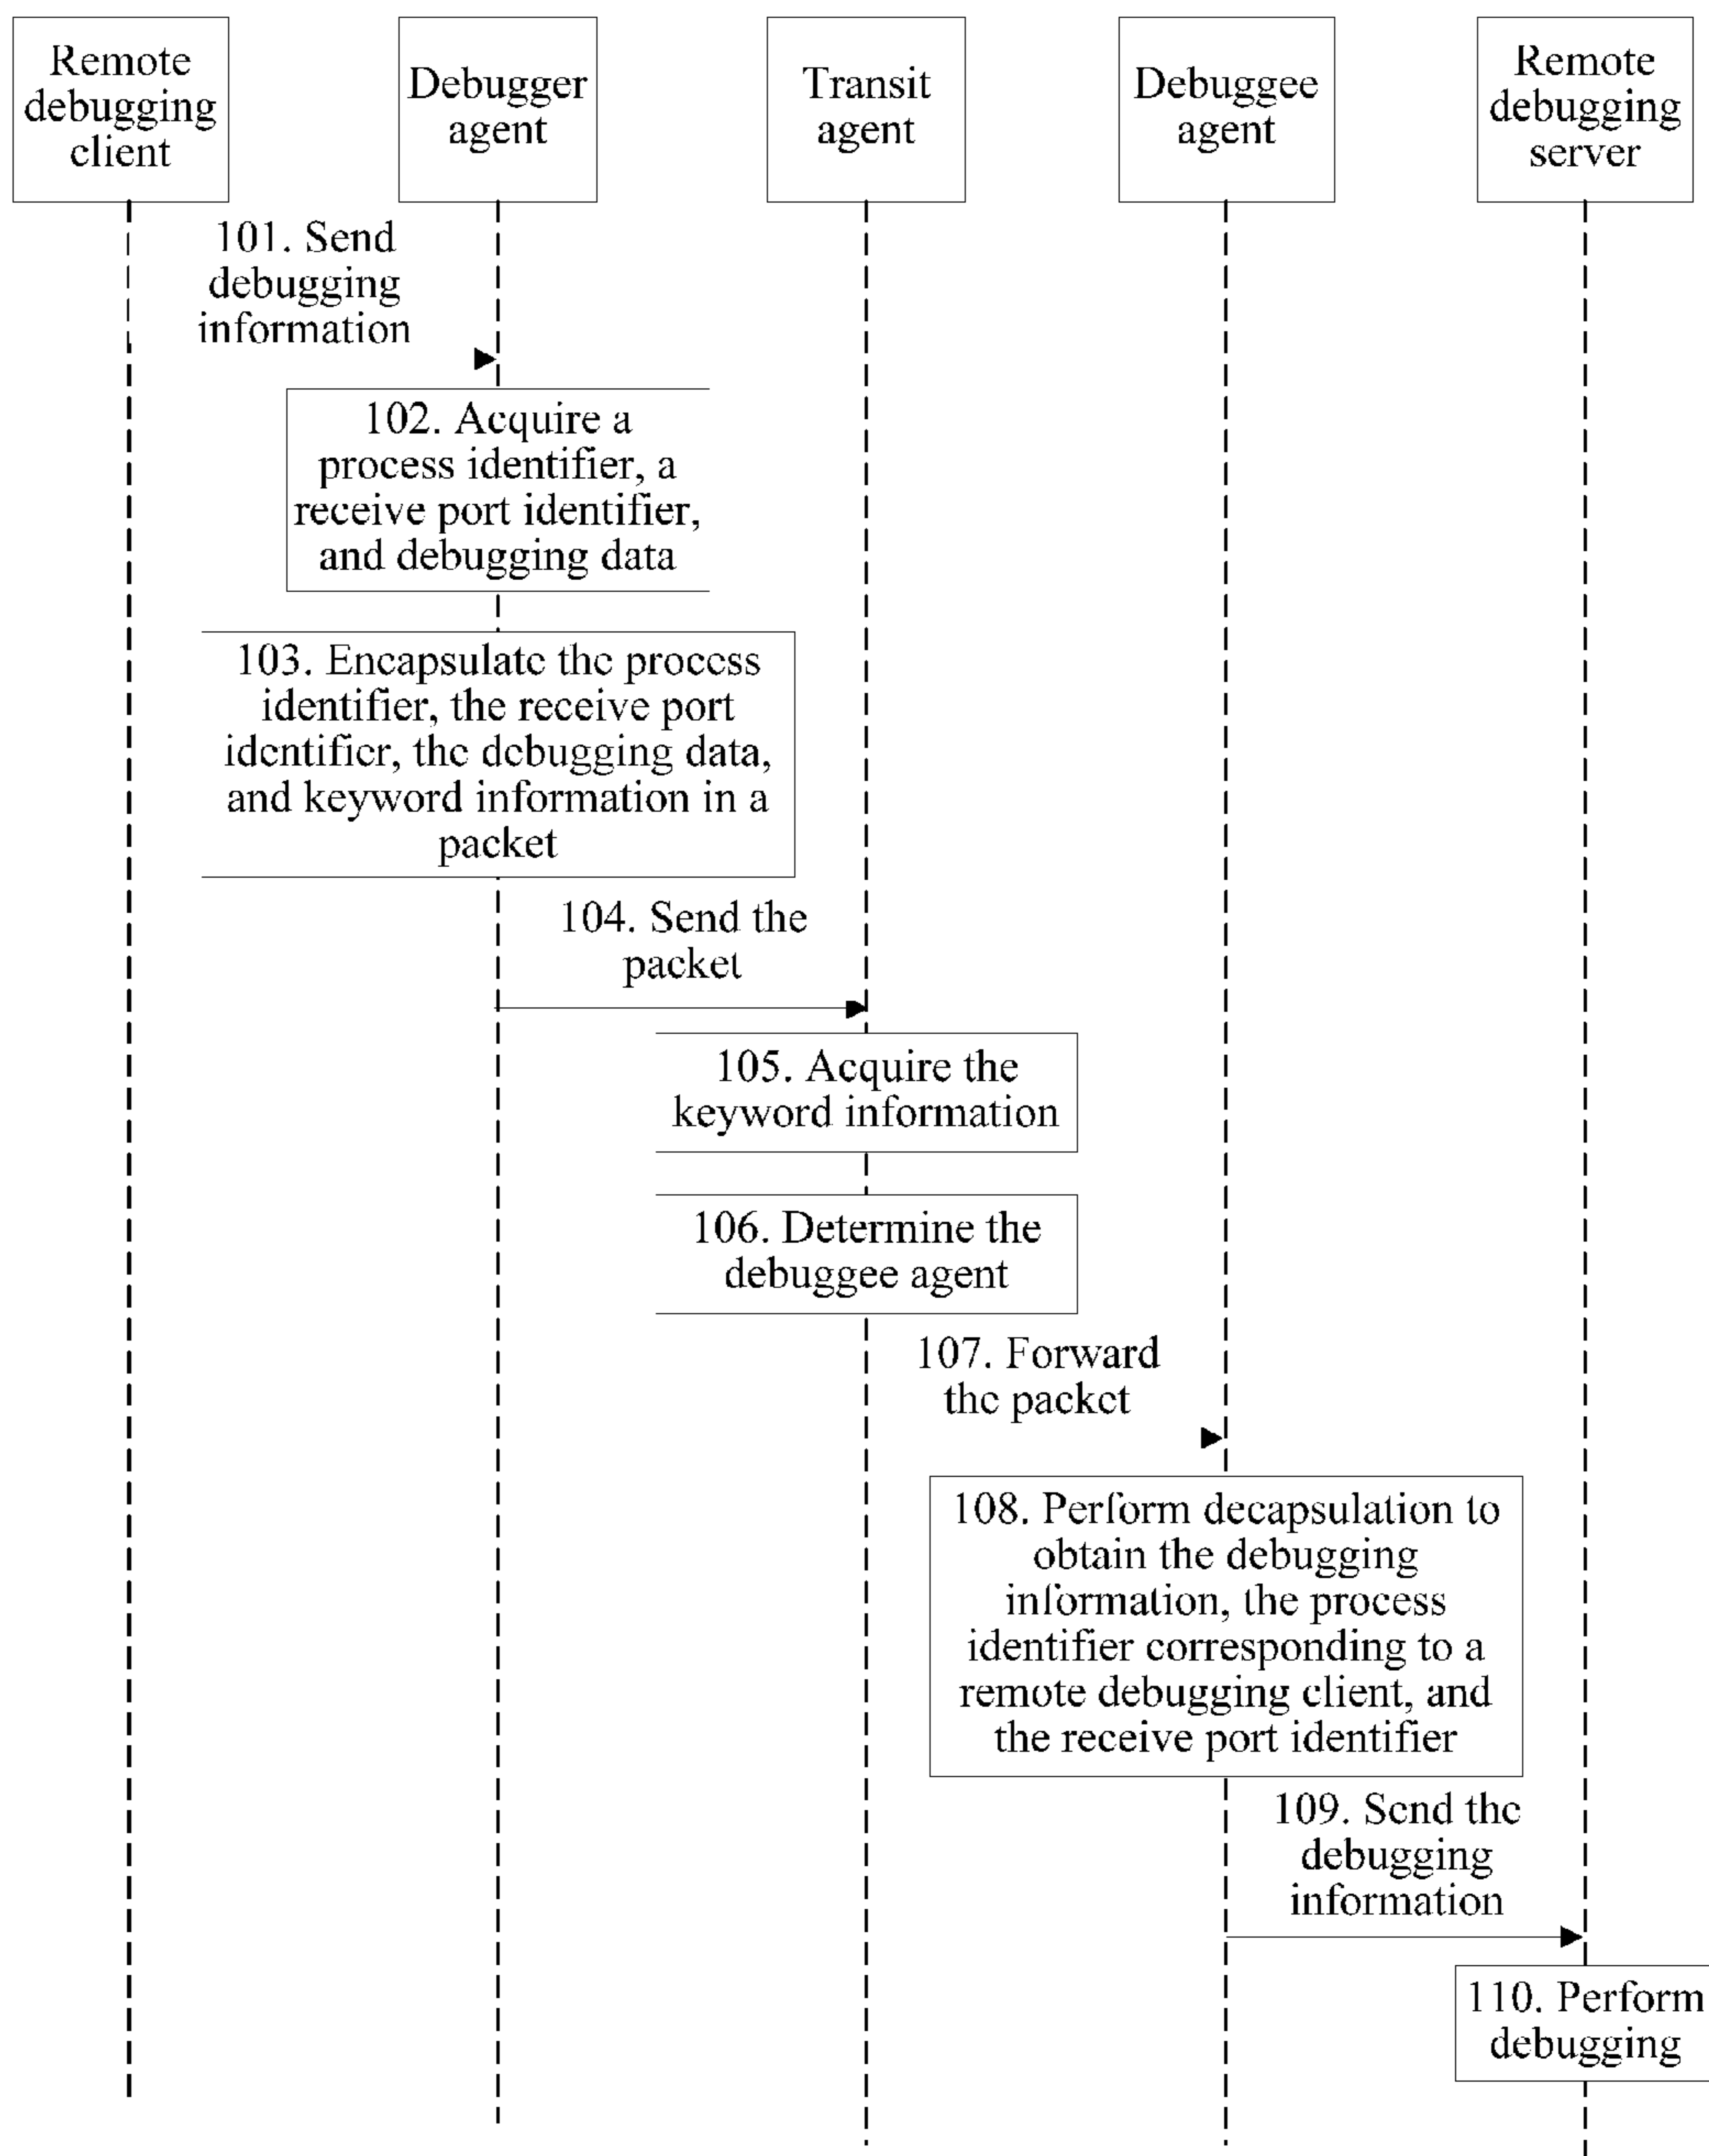 Remote
debugging
client
Debugger
agent
Transit
agent
Debuggee
agent
Remote
debugging
server
101. Send
debugging
information
102. Acquire a
process identifier, a
receive port identifier,
and debugging data
103. Encapsulate the process
identifier, the receive port
identifier, the debugging data,
and keyword information in a
packet
104. Send the
packet
105. Acquire the
keyword information
106. Determine the
debuggee agent
107. Forward
the packet
108. Perform decapsulation to
obtain the debugging
information, the process
identifier corresponding to a
remote debugging client, and
the receive port identifier
109. Send the
debugging
information
110. Perform
debugging